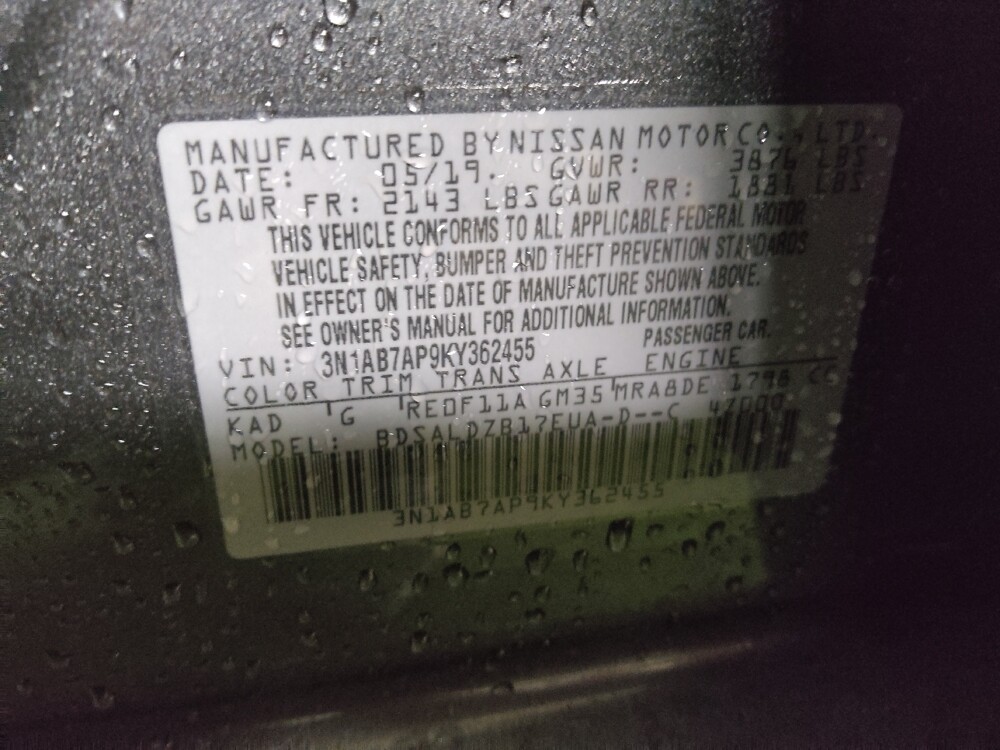 MANUFACTURED BY NISSAN MOTOR CO., LTD.
DATE: 05/19. GVWR: 3876 LBS
GAWR FR: 2143 LBS GAWR RR: 1831 LBS
THIS VEHICLE CONFORMS TO ALL APPLICABLE FEDERAL MOTOR
VEHICLE SAFETY, BUMPER AND THEFT PREVENTION STANDARDS
IN EFFECT ON THE DATE OF MANUFACTURE SHOWN ABOVE.
SEE OWNER'S MANUAL FOR ADDITIONAL INFORMATION.
VIN: 3N1AB7AP9KY362455 PASSENGER CAR.
COLOR TRIM TRANS AXLE ENGINE
KAD G RE0F11A GM35 MRA8DE 1798 CC
MODEL: BDSALDZB17EUA-D--C 47000
3N1AB7AP9KY362455